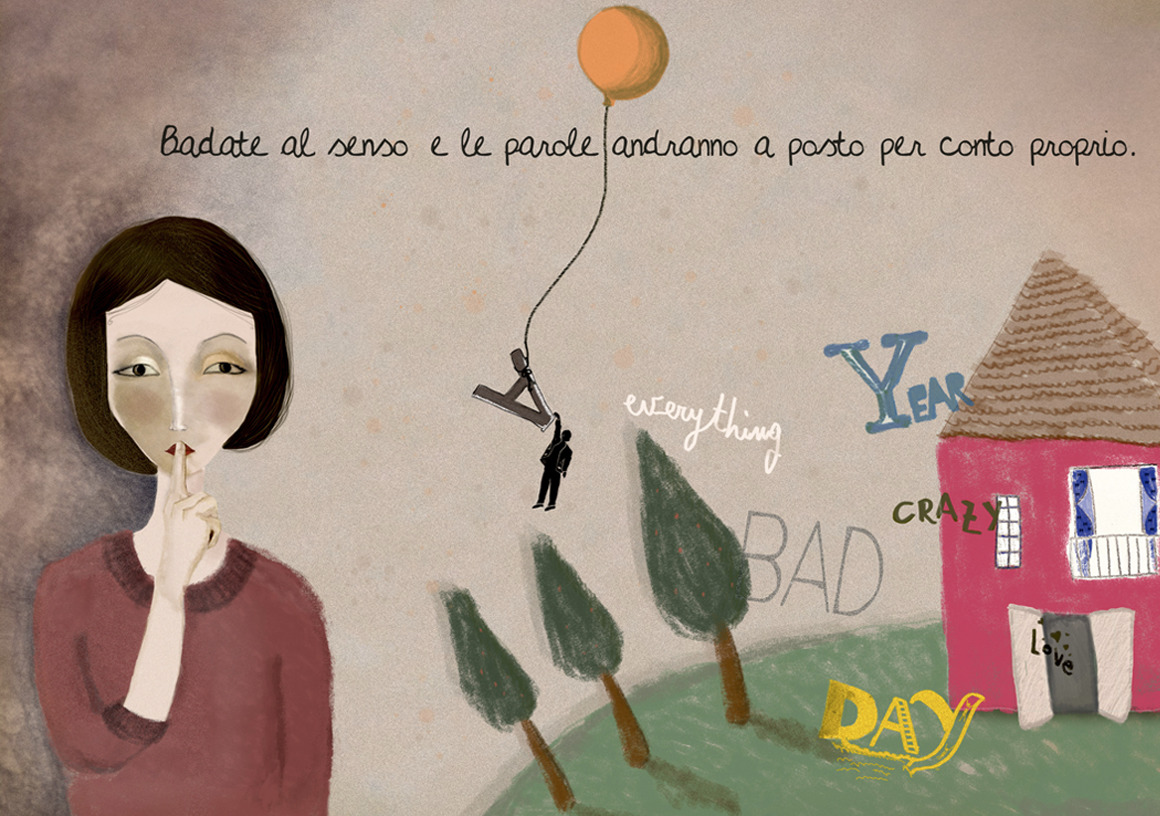 Badate al senso e le parole andranno a posto per conto proprio.
A
everything
YEAR
CRAZY
BAD
Love
DAY